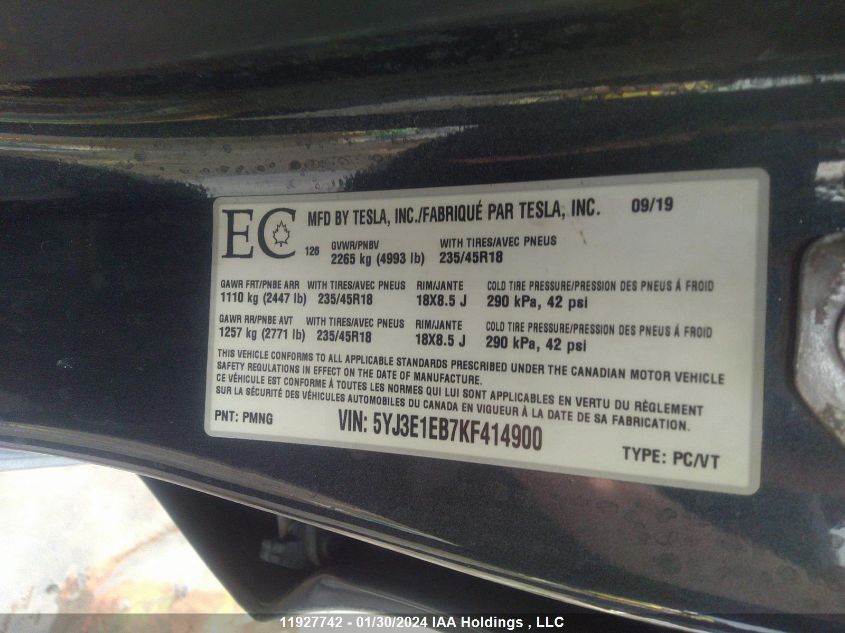 EC MFD BY TESLA, INC./FABRIQUÉ PAR TESLA, INC. 09/19
126 GVWR/PNBV WITH TIRES/AVEC PNEUS
2265 kg (4993 lb) 235/45R18
GAWR FRT/PNBE ARR WITH TIRES/AVEC PNEUS RIM/JANTE COLD TIRE PRESSURE/PRESSION DES PNEUS À FROID
1110 kg (2447 lb) 235/45R18 18X8.5 J 290 kPa, 42 psi
GAWR RR/PNBE AVT WITH TIRES/AVEC PNEUS RIM/JANTE COLD TIRE PRESSURE/PRESSION DES PNEUS À FROID
1257 kg (2771 lb) 235/45R18 18X8.5 J 290 kPa, 42 psi
THIS VEHICLE CONFORMS TO ALL APPLICABLE STANDARDS PRESCRIBED UNDER THE CANADIAN MOTOR VEHICLE
SAFETY REGULATIONS IN EFFECT ON THE DATE OF MANUFACTURE.
CE VÉHICULE EST CONFORME À TOUTES LES NORMES QUI LUI SONT APPLICABLES EN VERTU DU RÈGLEMENT
SUR LA SÉCURITÉ DES VÉHICULES AUTOMOBILES DU CANADA EN VIGUEUR À LA DATE DE SA FABRICATION.
PNT: PMNG VIN: 5YJ3E1EB7KF414900 TYPE: PC/VT
11927742 - 01/30/2024 IAA Holdings , LLC